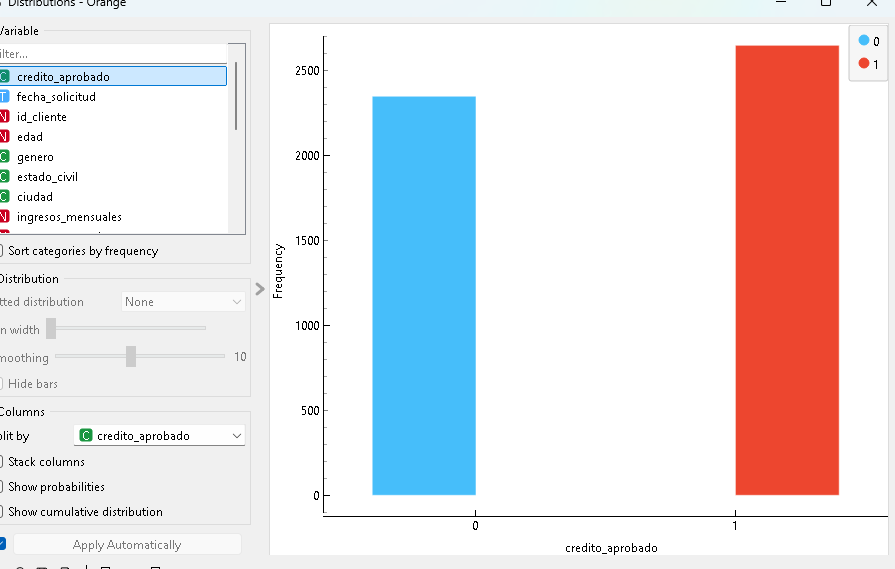 Distributions - Orange
Variable
ilter...
C credito_aprobado
T fecha_solicitud
N id_cliente
N edad
C genero
C estado_civil
C ciudad
N ingresos_mensuales
Sort categories by frequency
Distribution
tted distribution None
n width
moothing 10
Hide bars
Columns
plit by C credito_aprobado
Stack columns
Show probabilities
Show cumulative distribution
Apply Automatically
Frequency
2500
2000
1500
1000
500
0
0 1
credito_aprobado
0
1